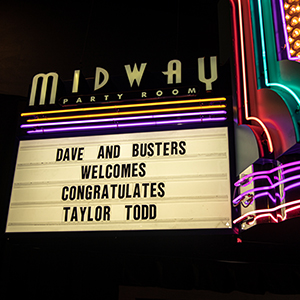 MIDWAY
PARTY ROOM
DAVE AND BUSTERS
WELCOMES
CONGRATULATES
TAYLOR TODD